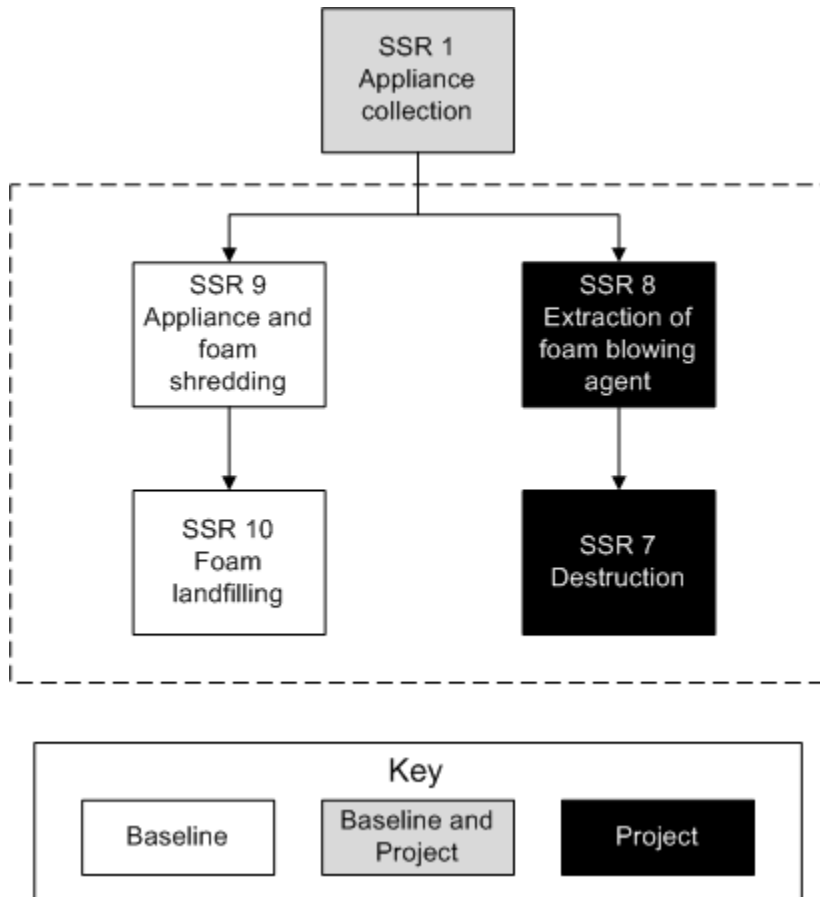 SSR 1
Appliance
collection
SSR 9
Appliance and
foam
shredding
SSR 8
Extraction of
foam blowing
agent
SSR 10
Foam
landfilling
SSR 7
Destruction
Key
Baseline
Baseline and
Project
Project